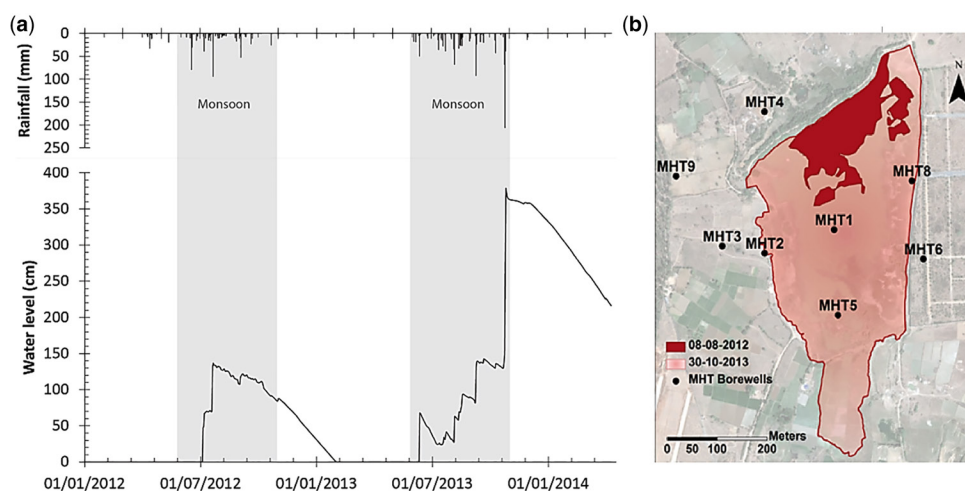 (a)
0
50
100
150
200
250
Rainfall (mm)
Monsoon
Monsoon
400
350
300
250
200
150
100
50
0
Water level (cm)
01/01/2012
01/07/2012
01/01/2013
01/07/2013
01/01/2014
(b)
N
MHT4
MHT9
MHT8
MHT1
MHT3
MHT2
MHT6
MHT5
08-08-2012
30-10-2013
MHT Borewells
0 50 100 200
Meters